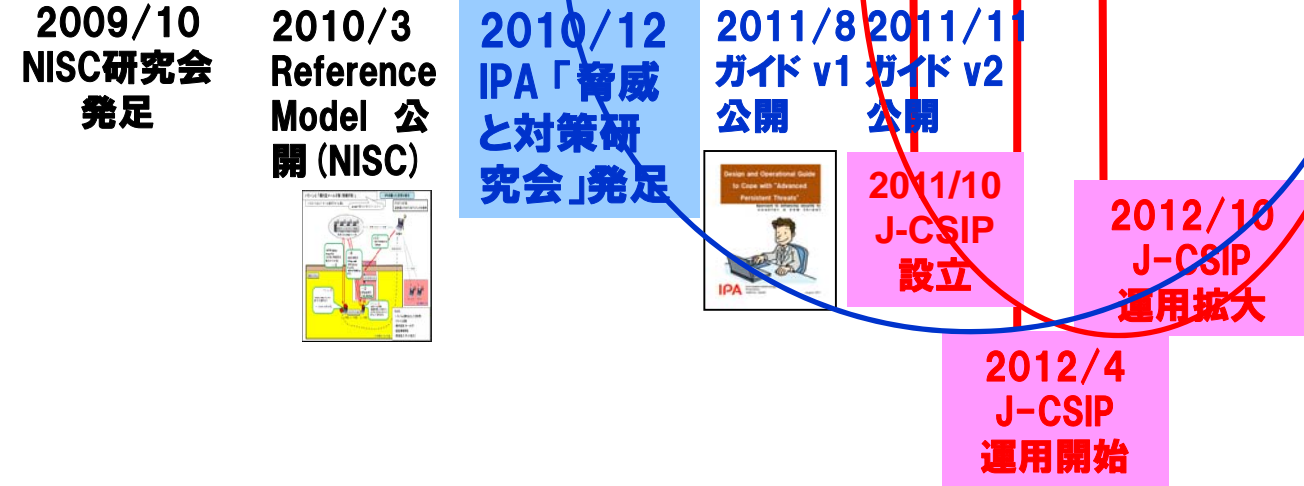 2009/10
NISC研究会
発足
2010/3
Reference
Model 公
開(NISC)
2010/12
IPA「脅威
と対策研
究会」発足
2011/8
ガイド v1
公開
2011/11
ガイド v2
公開
Design and Operational Guide
to Cope with "Advanced
Persistent Threats"
IPA
2011/10
J-CSIP
設立
2012/10
J-CSIP
運用拡大
2012/4
J-CSIP
運用開始